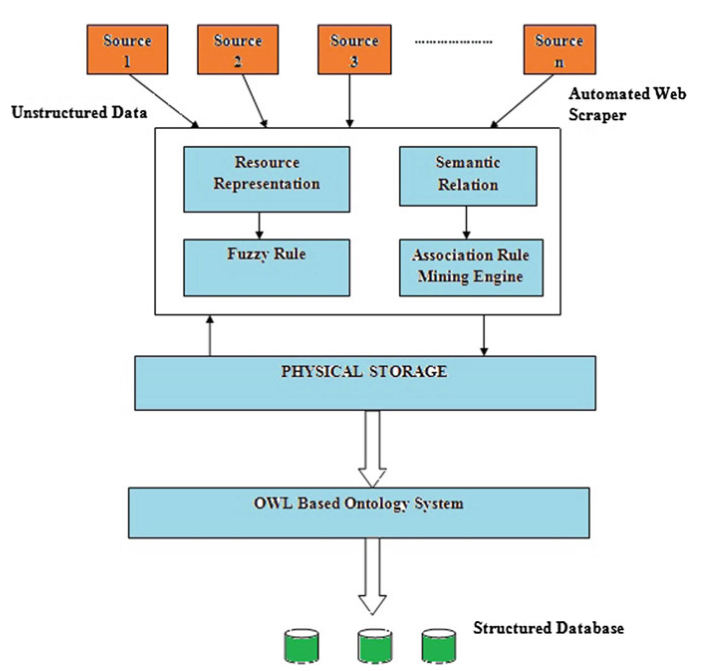 Source
1
Source
2
Source
3
.......................
Source
n
Unstructured Data
Automated Web
Scraper
Resource
Representation
Semantic
Relation
Fuzzy Rule
Association Rule
Mining Engine
PHYSICAL STORAGE
OWL Based Ontology System
Structured Database